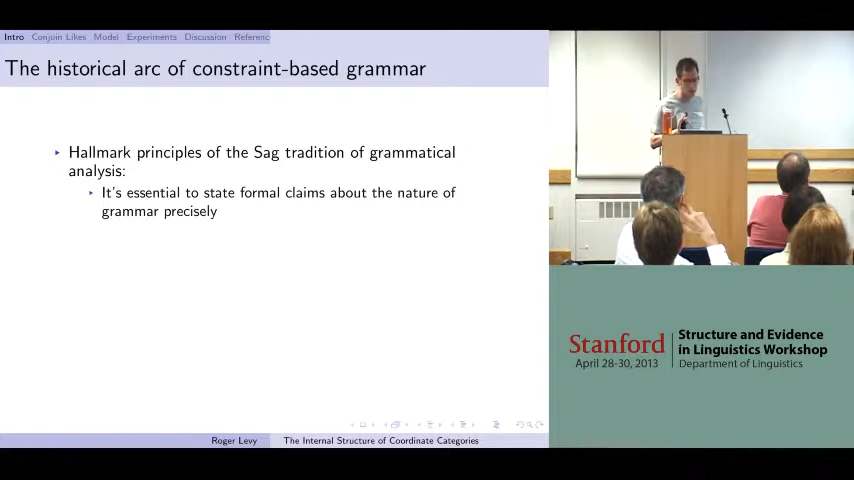 Intro Conjoin Likes Model Experiments Discussion Referenc
The historical arc of constraint-based grammar
Hallmark principles of the Sag tradition of grammatical
analysis:
It's essential to state formal claims about the nature of
grammar precisely
Roger Levy The Internal Structure of Coordinate Categories
Stanford
April 28-30, 2013
Structure and Evidence
in Linguistics Workshop
Department of Linguistics